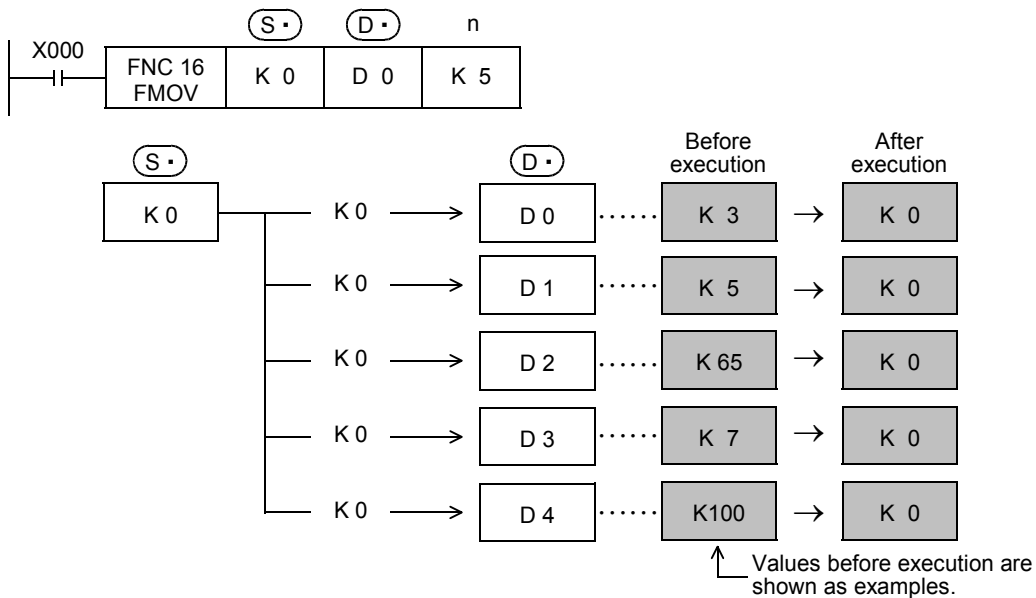 S· D· n
X000
FNC 16
FMOV
K 0
D 0
K 5
Before
execution
After
execution
S·
D·
K 0
K 0 → D 0 ...... K 3 → K 0
K 0 → D 1 ...... K 5 → K 0
K 0 → D 2 ...... K 65 → K 0
K 0 → D 3 ...... K 7 → K 0
K 0 → D 4 ...... K100 → K 0
Values before execution are
shown as examples.